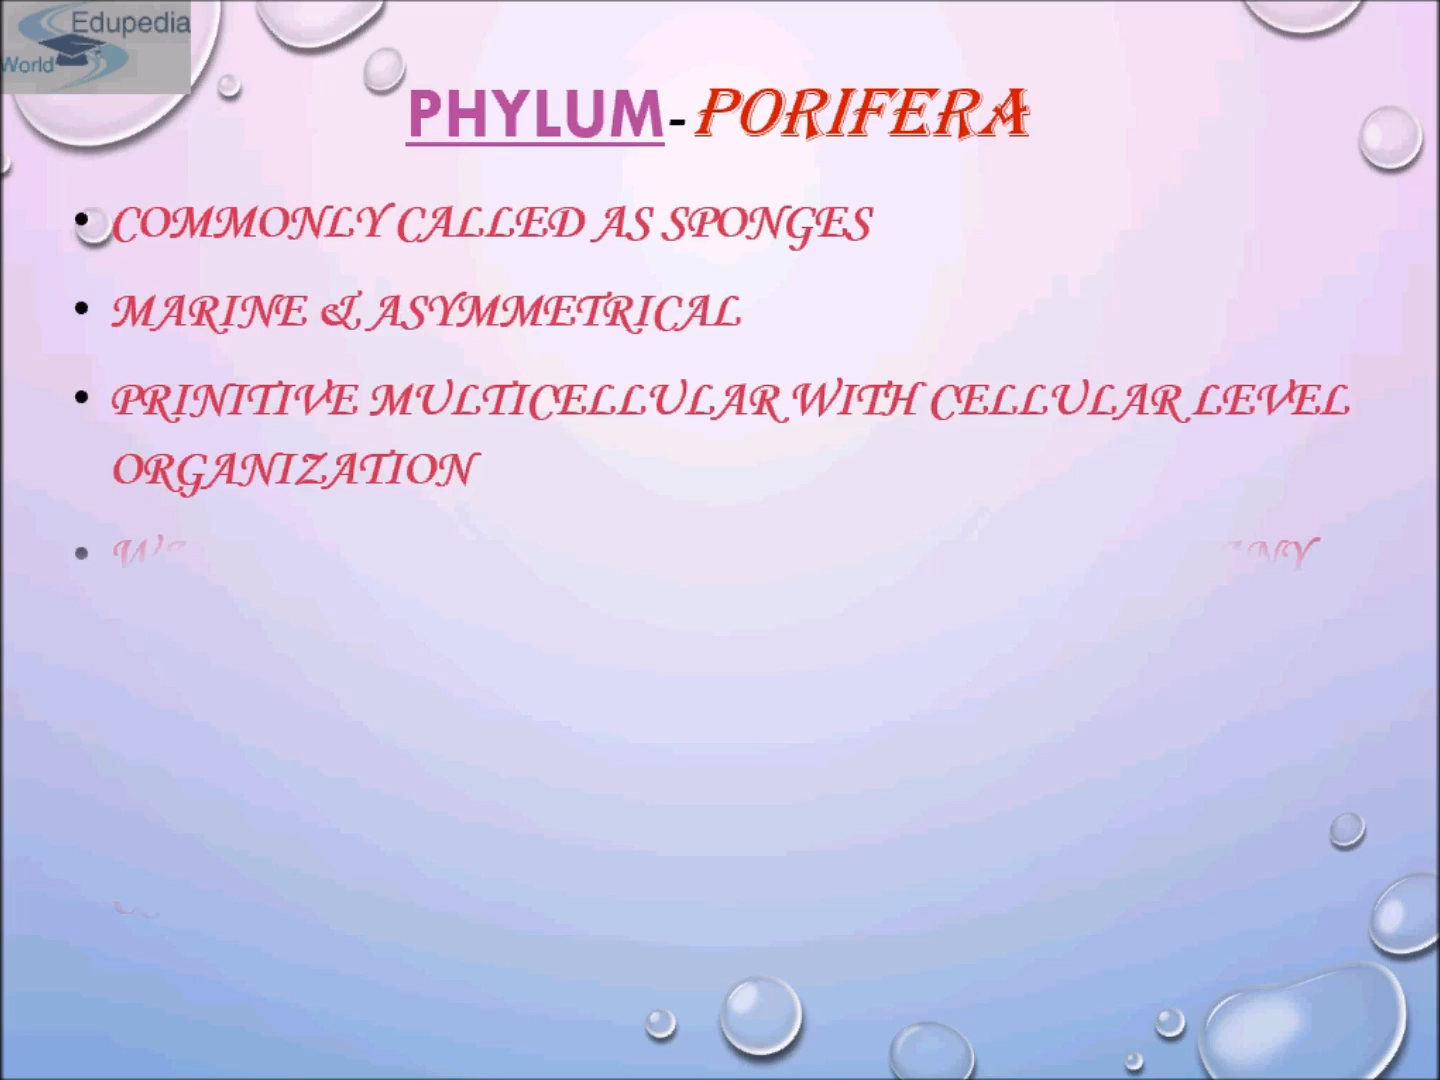 Edupedia
World
PHYLUM-PORIFERA
• COMMONLY CALLED AS SPONGES
• MARINE & ASYMMETRICAL
• PRINITIVE MULTICELLULAR WITH CELLULAR LEVEL
ORGANIZATION